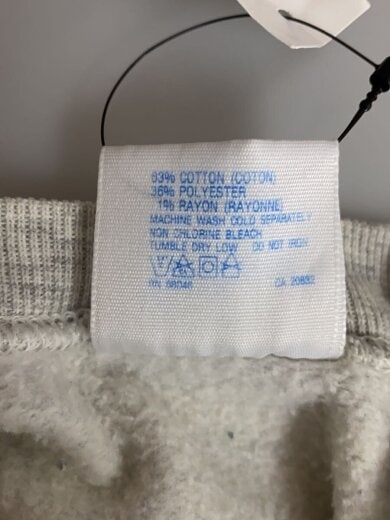 63% COTTON (COTON)
36% POLYESTER
1% RAYON (RAYONNE)
MACHINE WASH COLD SEPARATELY
NON CHLORINE BLEACH
TUMBLE DRY LOW DO NOT IRON
RN CA